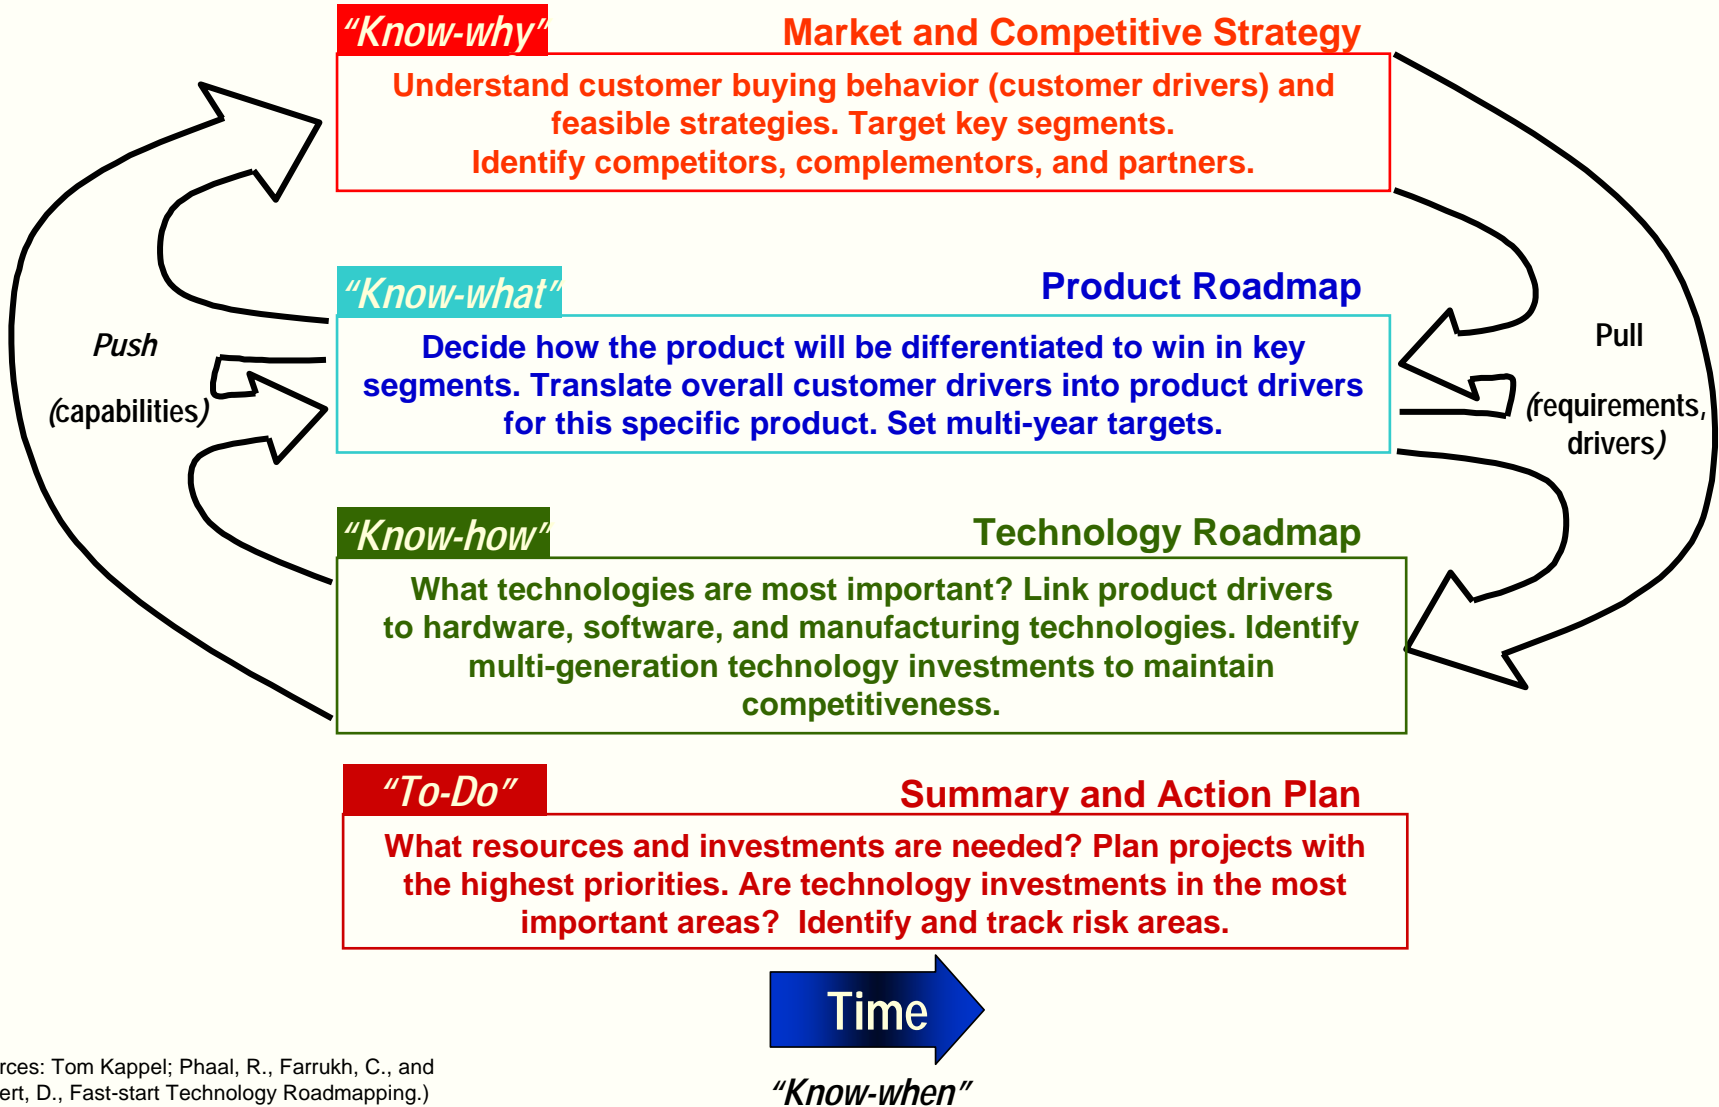 “Know-why”
Market and Competitive Strategy
Understand customer buying behavior (customer drivers) and
feasible strategies. Target key segments.
Identify competitors, complementors, and partners.
“Know-what”
Product Roadmap
Decide how the product will be differentiated to win in key
segments. Translate overall customer drivers into product drivers
for this specific product. Set multi-year targets.
Push
(capabilities)
Pull
(requirements,
drivers)
“Know-how”
Technology Roadmap
What technologies are most important? Link product drivers
to hardware, software, and manufacturing technologies. Identify
multi-generation technology investments to maintain
competitiveness.
“To-Do”
Summary and Action Plan
What resources and investments are needed? Plan projects with
the highest priorities. Are technology investments in the most
important areas?  Identify and track risk areas.
Time
“Know-when”
rces: Tom Kappel; Phaal, R., Farrukh, C., and
ert, D., Fast-start Technology Roadmapping.)